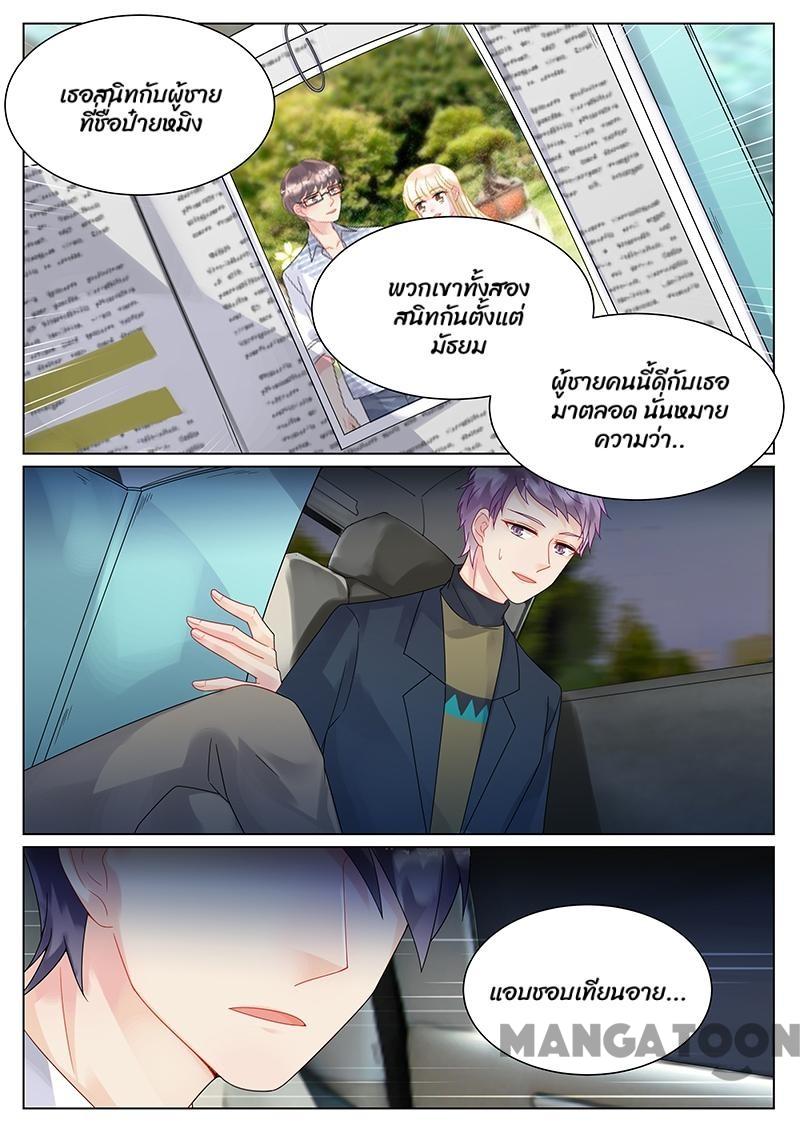 เธอสนิทกับผู้ชาย
ที่ชื่อป๋ายหมิง
พวกเขาทั้งสอง
สนิทกันตั้งแต่
มัธยม
ผู้ชายคนนี้ดีกับเธอ
มาตลอด นั่นหมาย
ความว่า..
แอบชอบเทียนอาย...
MANGATOON